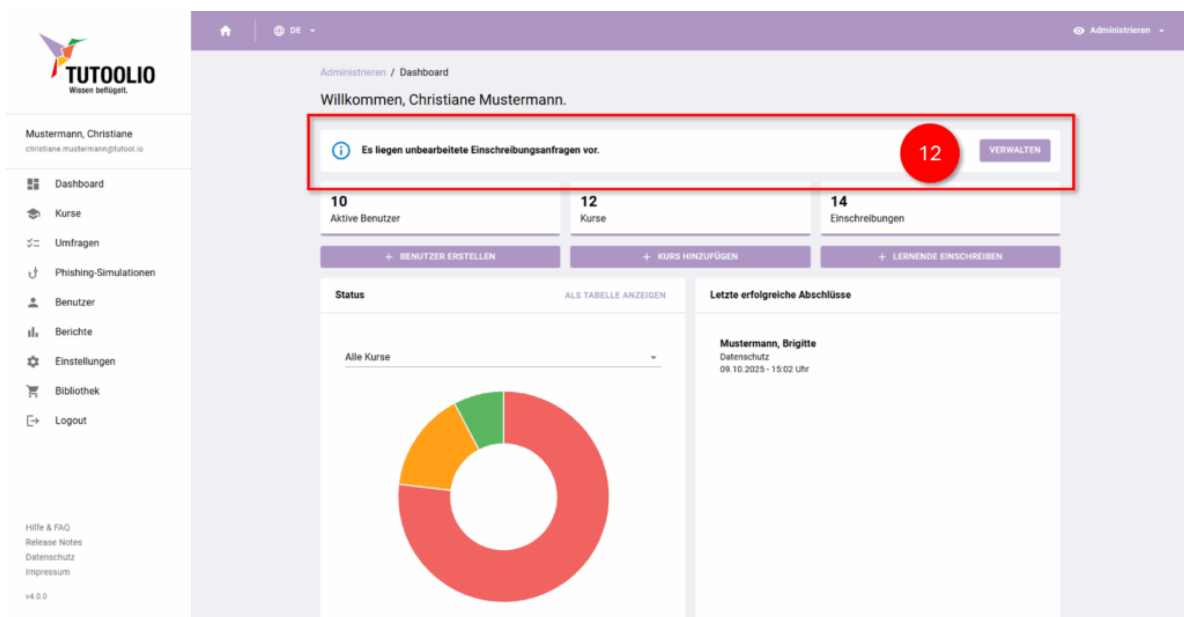 TUTOOLIO
Wissen beflügelt.
Mustermann, Christiane
christiane.mustermann@tutool.io
Dashboard
Kurse
Umfragen
Phishing-Simulationen
Benutzer
Berichte
Einstellungen
Bibliothek
Logout
Hilfe & FAQ
Release Notes
Datenschutz
Impressum
v4.0.0
DE
Administrieren
Administrieren / Dashboard
Willkommen, Christiane Mustermann.
Es liegen unbearbeitete Einschreibungsanfragen vor.
12
VERWALTEN
10
Aktive Benutzer
12
Kurse
14
Einschreibungen
+ BENUTZER ERSTELLEN
+ KURS HINZUFÜGEN
+ LERNENDE EINSCHREIBEN
Status
ALS TABELLE ANZEIGEN
Alle Kurse
Letzte erfolgreiche Abschlüsse
Mustermann, Brigitte
Datenschutz
09.10.2025 - 15:02 Uhr